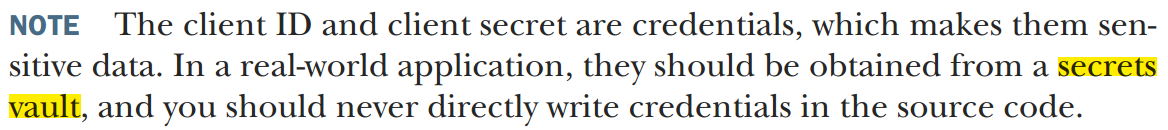 NOTE The client ID and client secret are credentials, which makes them sen-
sitive data. In a real-world application, they should be obtained from a secrets
vault, and you should never directly write credentials in the source code.